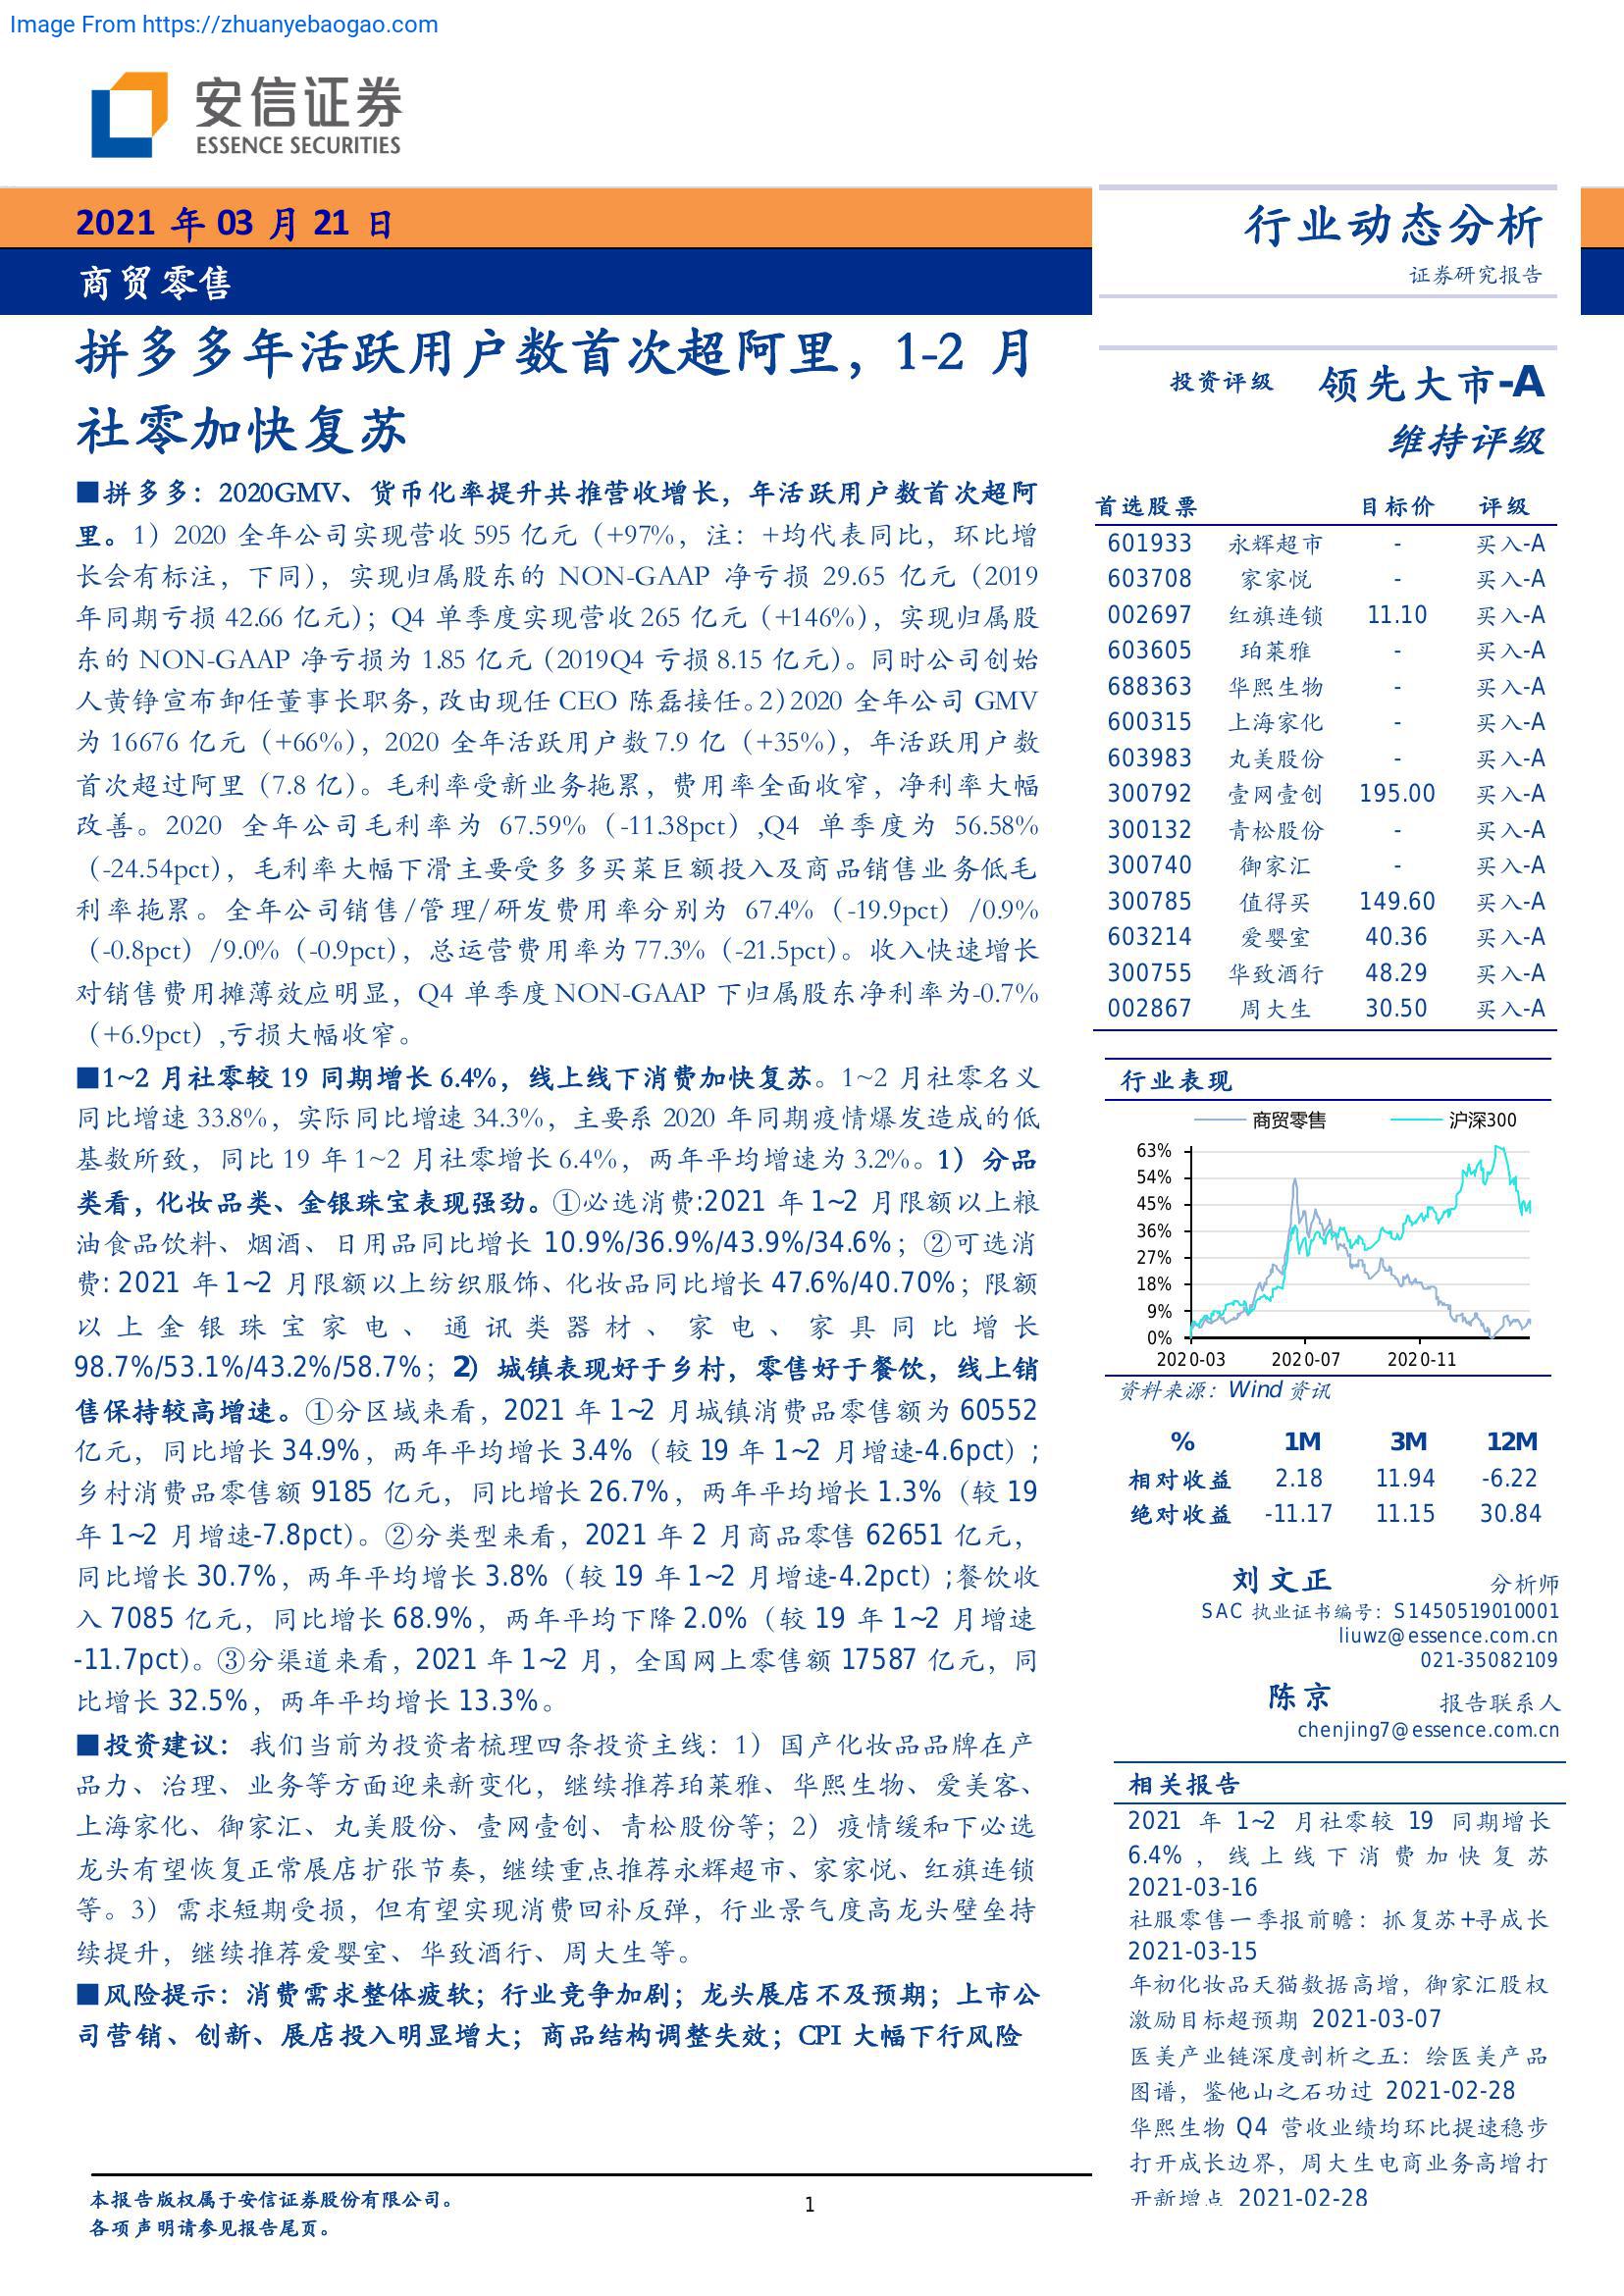 Image From https://zhuanyebaogao.com
安信证券
ESSENCE SECURITIES
2021 年 03 月 21 日
商贸零售
行业动态分析
证券研究报告
拼多多年活跃用户数首次超阿里，1-2 月
社零加快复苏
■拼多多：2020GMV、货币化率提升共推营收增长，年活跃用户数首次超阿
里。1）2020 全年公司实现营收 595 亿元（+97%，注：+均代表同比，环比增
长会有标注，下同），实现归属股东的 NON-GAAP 净亏损 29.65 亿元（2019
年同期亏损 42.66 亿元）；Q4 单季度实现营收 265 亿元（+146%），实现归属股
东的 NON-GAAP 净亏损为 1.85 亿元（2019Q4 亏损 8.15 亿元）。同时公司创始
人黄铮宣布卸任董事长职务，改由现任 CEO 陈磊接任。2）2020 全年公司 GMV
为 16676 亿元（+66%），2020 全年活跃用户数 7.9 亿（+35%），年活跃用户数
首次超过阿里（7.8 亿）。毛利率受新业务拖累，费用率全面收窄，净利率大幅
改善。2020 全年公司毛利率为 67.59%（-11.38pct）,Q4 单季度为 56.58%
（-24.54pct），毛利率大幅下滑主要受多多买菜巨额投入及商品销售业务低毛
利率拖累。全年公司销售/管理/研发费用率分别为 67.4%（-19.9pct）/0.9%
（-0.8pct）/9.0%（-0.9pct），总运营费用率为 77.3%（-21.5pct）。收入快速增长
对销售费用摊薄效应明显，Q4 单季度 NON-GAAP 下归属股东净利率为-0.7%
（+6.9pct）,亏损大幅收窄。
■1~2 月社零较 19 同期增长 6.4%，线上线下消费加快复苏。1~2 月社零名义
同比增速 33.8%，实际同比增速 34.3%，主要系 2020 年同期疫情爆发造成的低
基数所致，同比 19 年 1~2 月社零增长 6.4%，两年平均增速为 3.2%。1）分品
类看，化妆品类、金银珠宝表现强劲。①必选消费:2021 年 1~2 月限额以上粮
油食品饮料、烟酒、日用品同比增长 10.9%/36.9%/43.9%/34.6%；②可选消
费: 2021 年 1~2 月限额以上纺织服饰、化妆品同比增长 47.6%/40.70%；限额
以上金银珠宝家电、通讯类器材、家电、家具同比增长
98.7%/53.1%/43.2%/58.7%；2）城镇表现好于乡村，零售好于餐饮，线上销
售保持较高增速。①分区域来看，2021 年 1~2 月城镇消费品零售额为 60552
亿元，同比增长 34.9%，两年平均增长 3.4%（较 19 年 1~2 月增速-4.6pct）；
乡村消费品零售额 9185 亿元，同比增长 26.7%，两年平均增长 1.3%（较 19
年 1~2 月增速-7.8pct）。②分类型来看，2021 年 2 月商品零售 62651 亿元，
同比增长 30.7%，两年平均增长 3.8%（较 19 年 1~2 月增速-4.2pct）;餐饮收
入 7085 亿元，同比增长 68.9%，两年平均下降 2.0%（较 19 年 1~2 月增速
-11.7pct）。③分渠道来看，2021 年 1~2 月，全国网上零售额 17587 亿元，同
比增长 32.5%，两年平均增长 13.3%。
■投资建议：我们当前为投资者梳理四条投资主线：1）国产化妆品品牌在产
品力、治理、业务等方面迎来新变化，继续推荐珀莱雅、华熙生物、爱美客、
上海家化、御家汇、丸美股份、壹网壹创、青松股份等；2）疫情缓和下必选
龙头有望恢复正常展店扩张节奏，继续重点推荐永辉超市、家家悦、红旗连锁
等。3）需求短期受损，但有望实现消费回补反弹，行业景气度高龙头壁垒持
续提升，继续推荐爱婴室、华致酒行、周大生等。
■风险提示：消费需求整体疲软；行业竞争加剧；龙头展店不及预期；上市公
司营销、创新、展店投入明显增大；商品结构调整失效；CPI 大幅下行风险
投资评级 领先大市-A
维持评级
首选股票 目标价 评级
601933 永辉超市 - 买入-A
603708 家家悦 - 买入-A
002697 红旗连锁 11.10 买入-A
603605 珀莱雅 - 买入-A
688363 华熙生物 - 买入-A
600315 上海家化 - 买入-A
603983 丸美股份 - 买入-A
300792 壹网壹创 195.00 买入-A
300132 青松股份 - 买入-A
300740 御家汇 - 买入-A
300785 值得买 149.60 买入-A
603214 爱婴室 40.36 买入-A
300755 华致酒行 48.29 买入-A
002867 周大生 30.50 买入-A
行业表现
商贸零售 沪深300
63%
54%
45%
36%
27%
18%
9%
0%
2020-03 2020-07 2020-11
资料来源：Wind 资讯
% 1M 3M 12M
相对收益 2.18 11.94 -6.22
绝对收益 -11.17 11.15 30.84
刘文正 分析师
SAC 执业证书编号：S1450519010001
liuwz@essence.com.cn
021-35082109
陈京 报告联系人
chenjing7@essence.com.cn
相关报告
2021 年 1~2 月社零较 19 同期增长
6.4%，线上线下消费加快复苏
2021-03-16
社服零售一季报前瞻：抓复苏+寻成长
2021-03-15
年初化妆品天猫数据高增，御家汇股权
激励目标超预期 2021-03-07
医美产业链深度剖析之五：绘医美产品
图谱，鉴他山之石功过 2021-02-28
华熙生物 Q4 营收业绩均环比提速稳步
打开成长边界，周大生电商业务高增打
开新增点 2021-02-28
本报告版权属于安信证券股份有限公司。
各项声明请参见报告尾页。
1